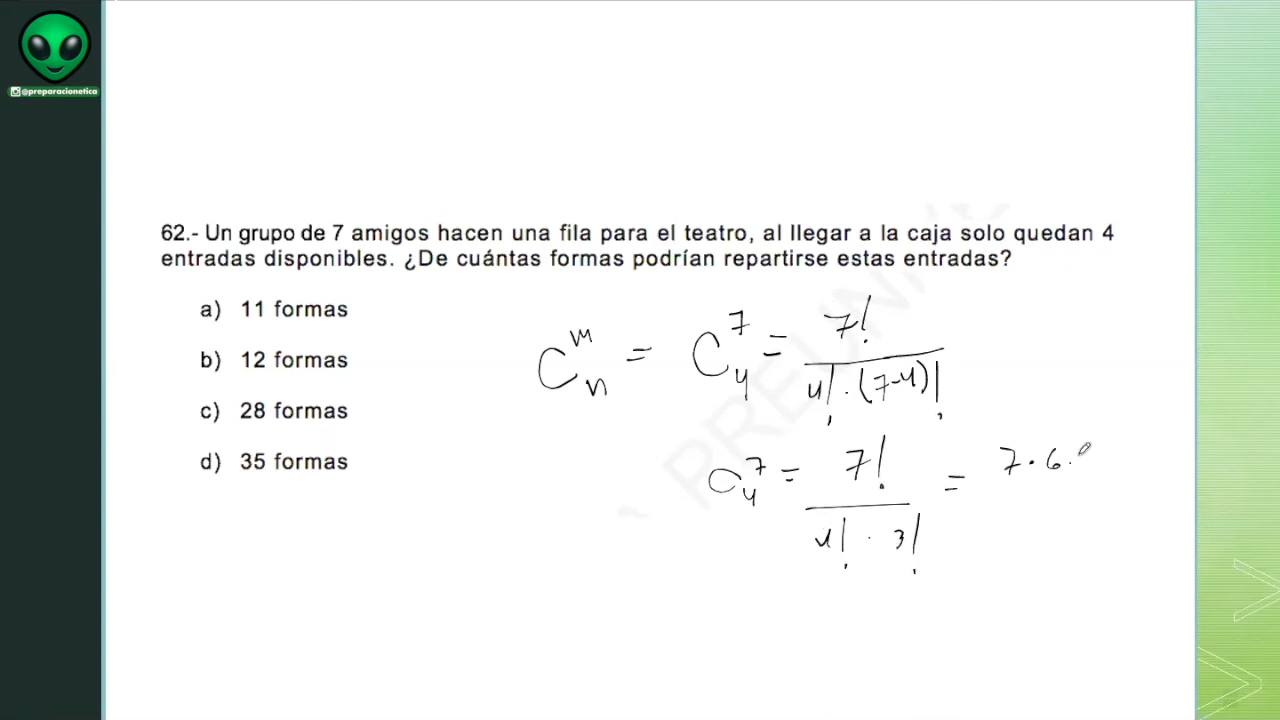 @preparacionetica
62.- Un grupo de 7 amigos hacen una fila para el teatro, al llegar a la caja solo quedan 4
entradas disponibles. ¿De cuántas formas podrían repartirse estas entradas?
a) 11 formas
b) 12 formas
c) 28 formas
d) 35 formas
C^m_n = C^7_4 = 7! / 4! · (7-4)!
C^7_4 = 7! / 4! · 3! = 7 · 6 ·
PREUNI